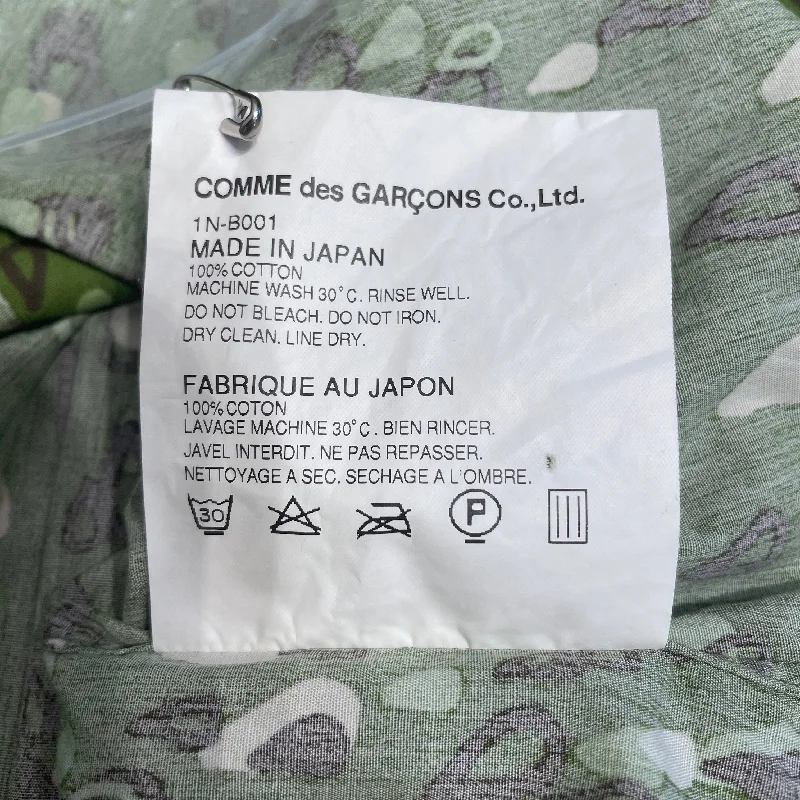 COMME des GARÇONS Co.,Ltd.
1N-B001
MADE IN JAPAN
100% COTTON
MACHINE WASH 30°C. RINSE WELL.
DO NOT BLEACH. DO NOT IRON.
DRY CLEAN. LINE DRY.
FABRIQUE AU JAPON
100% COTON
LAVAGE MACHINE 30°C. BIEN RINCER.
JAVEL INTERDIT. NE PAS REPASSER.
NETTOYAGE A SEC. SECHAGE A L'OMBRE.
30 P